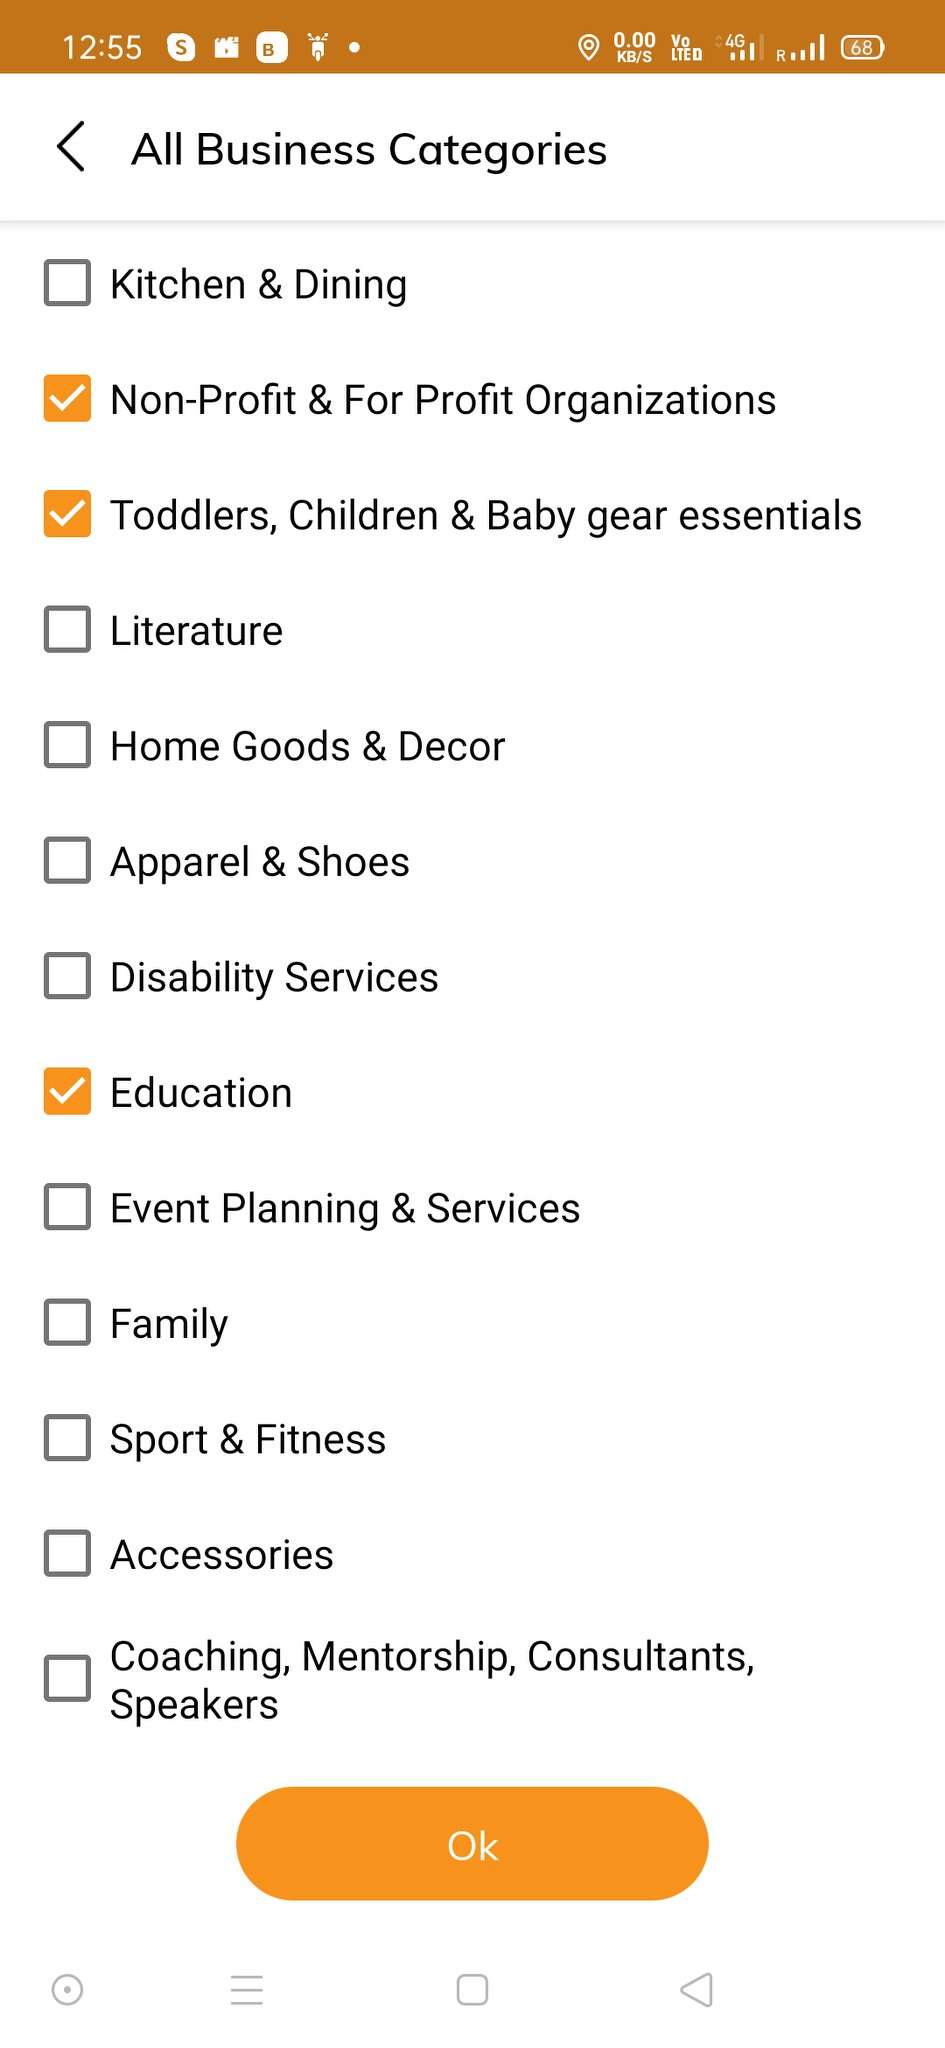 12:55 S B 0.00 KB/S Vo LTED 4G R 68
All Business Categories
Kitchen & Dining
Non-Profit & For Profit Organizations
Toddlers, Children & Baby gear essentials
Literature
Home Goods & Decor
Apparel & Shoes
Disability Services
Education
Event Planning & Services
Family
Sport & Fitness
Accessories
Coaching, Mentorship, Consultants,
Speakers
Ok